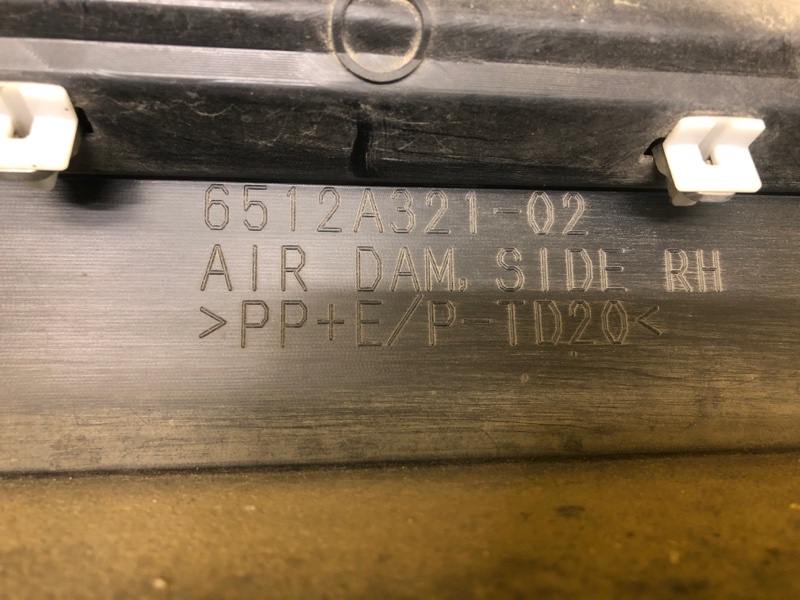 6512A321-02
AIR DAM, SIDE RH
>PP+E/P-TD20<